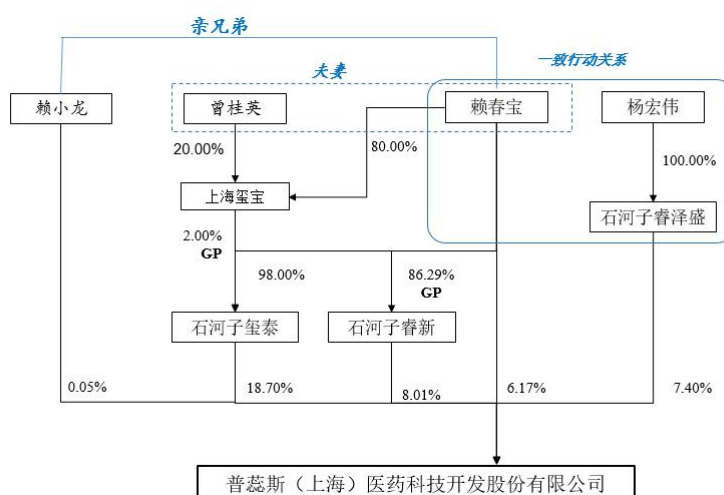 亲兄弟
夫妻
一致行动关系
赖小龙
曾桂英
赖春宝
杨宏伟
20.00%
80.00%
100.00%
上海玺宝
石河子睿泽盛
2.00%
GP
98.00%
86.29%
GP
石河子玺泰
石河子睿新
0.05%
18.70%
8.01%
6.17%
7.40%
普蕊斯（上海）医药科技开发股份有限公司